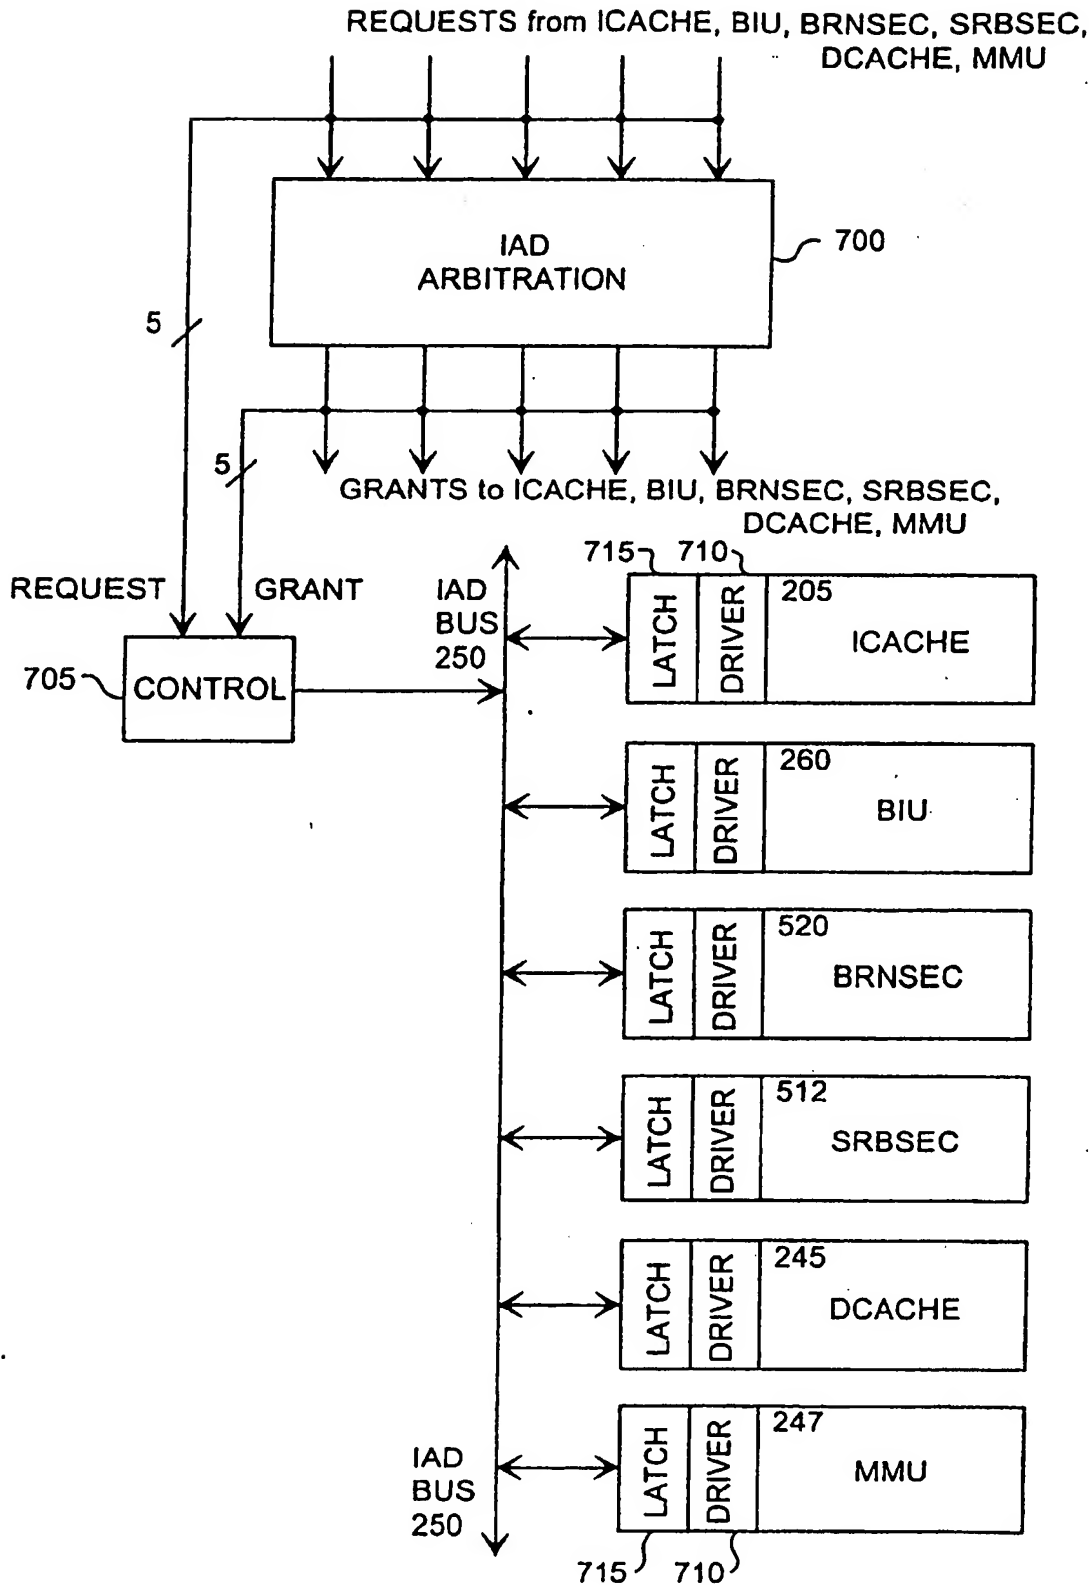 REQUESTS from ICACHE, BIU, BRNSEC, SRBSEC,
DCACHE, MMU
IAD
ARBITRATION
700
5
5
GRANTS to ICACHE, BIU, BRNSEC, SRBSEC,
DCACHE, MMU
REQUEST
GRANT
705
CONTROL
IAD
BUS
250
715
710
LATCH
DRIVER
205
ICACHE
LATCH
DRIVER
260
BIU
LATCH
DRIVER
520
BRNSEC
LATCH
DRIVER
512
SRBSEC
LATCH
DRIVER
245
DCACHE
LATCH
DRIVER
247
MMU
IAD
BUS
250
715
710